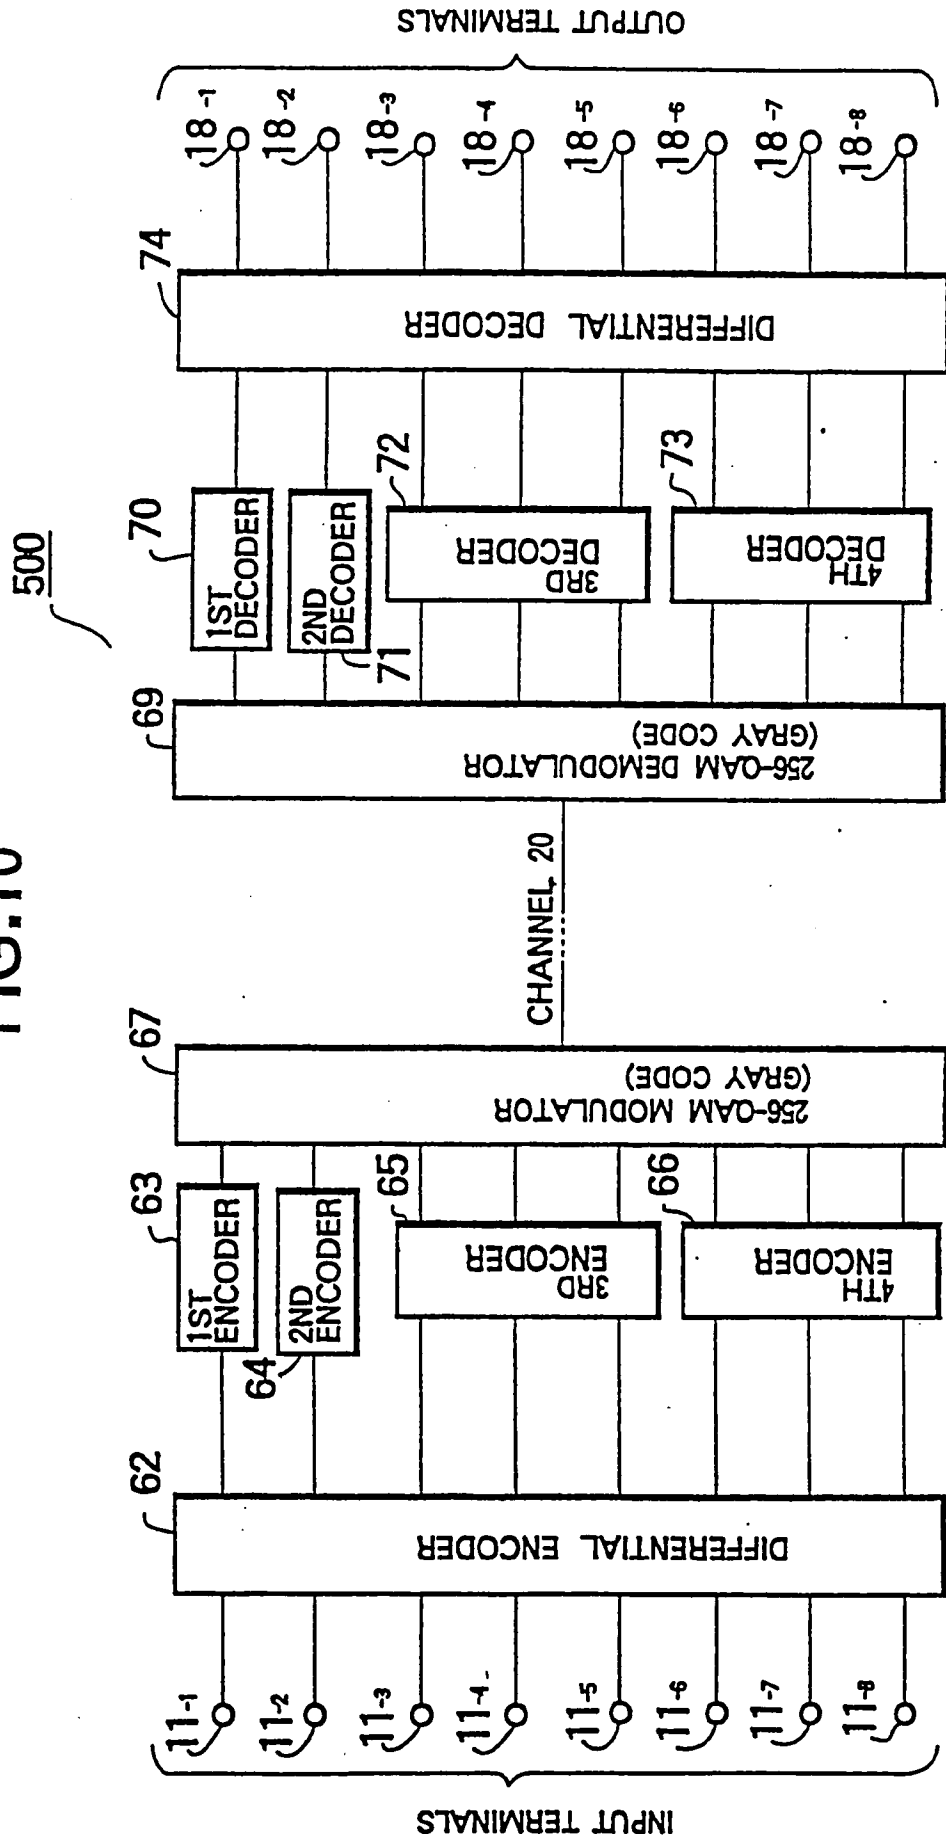 FIG.10
500
INPUT TERMINALS
11-1
11-2
11-3
11-4
11-5
11-6
11-7
11-8
62
DIFFERENTIAL ENCODER
63
1ST
ENCODER
64
2ND
ENCODER
65
3RD
ENCODER
66
4TH
ENCODER
67
256-QAM MODULATOR
(GRAY CODE)
CHANNEL 20
69
256-QAM DEMODULATOR
(GRAY CODE)
70
1ST
DECODER
71
2ND
DECODER
72
3RD
DECODER
73
4TH
DECODER
74
DIFFERENTIAL DECODER
18-1
18-2
18-3
18-4
18-5
18-6
18-7
18-8
OUTPUT TERMINALS